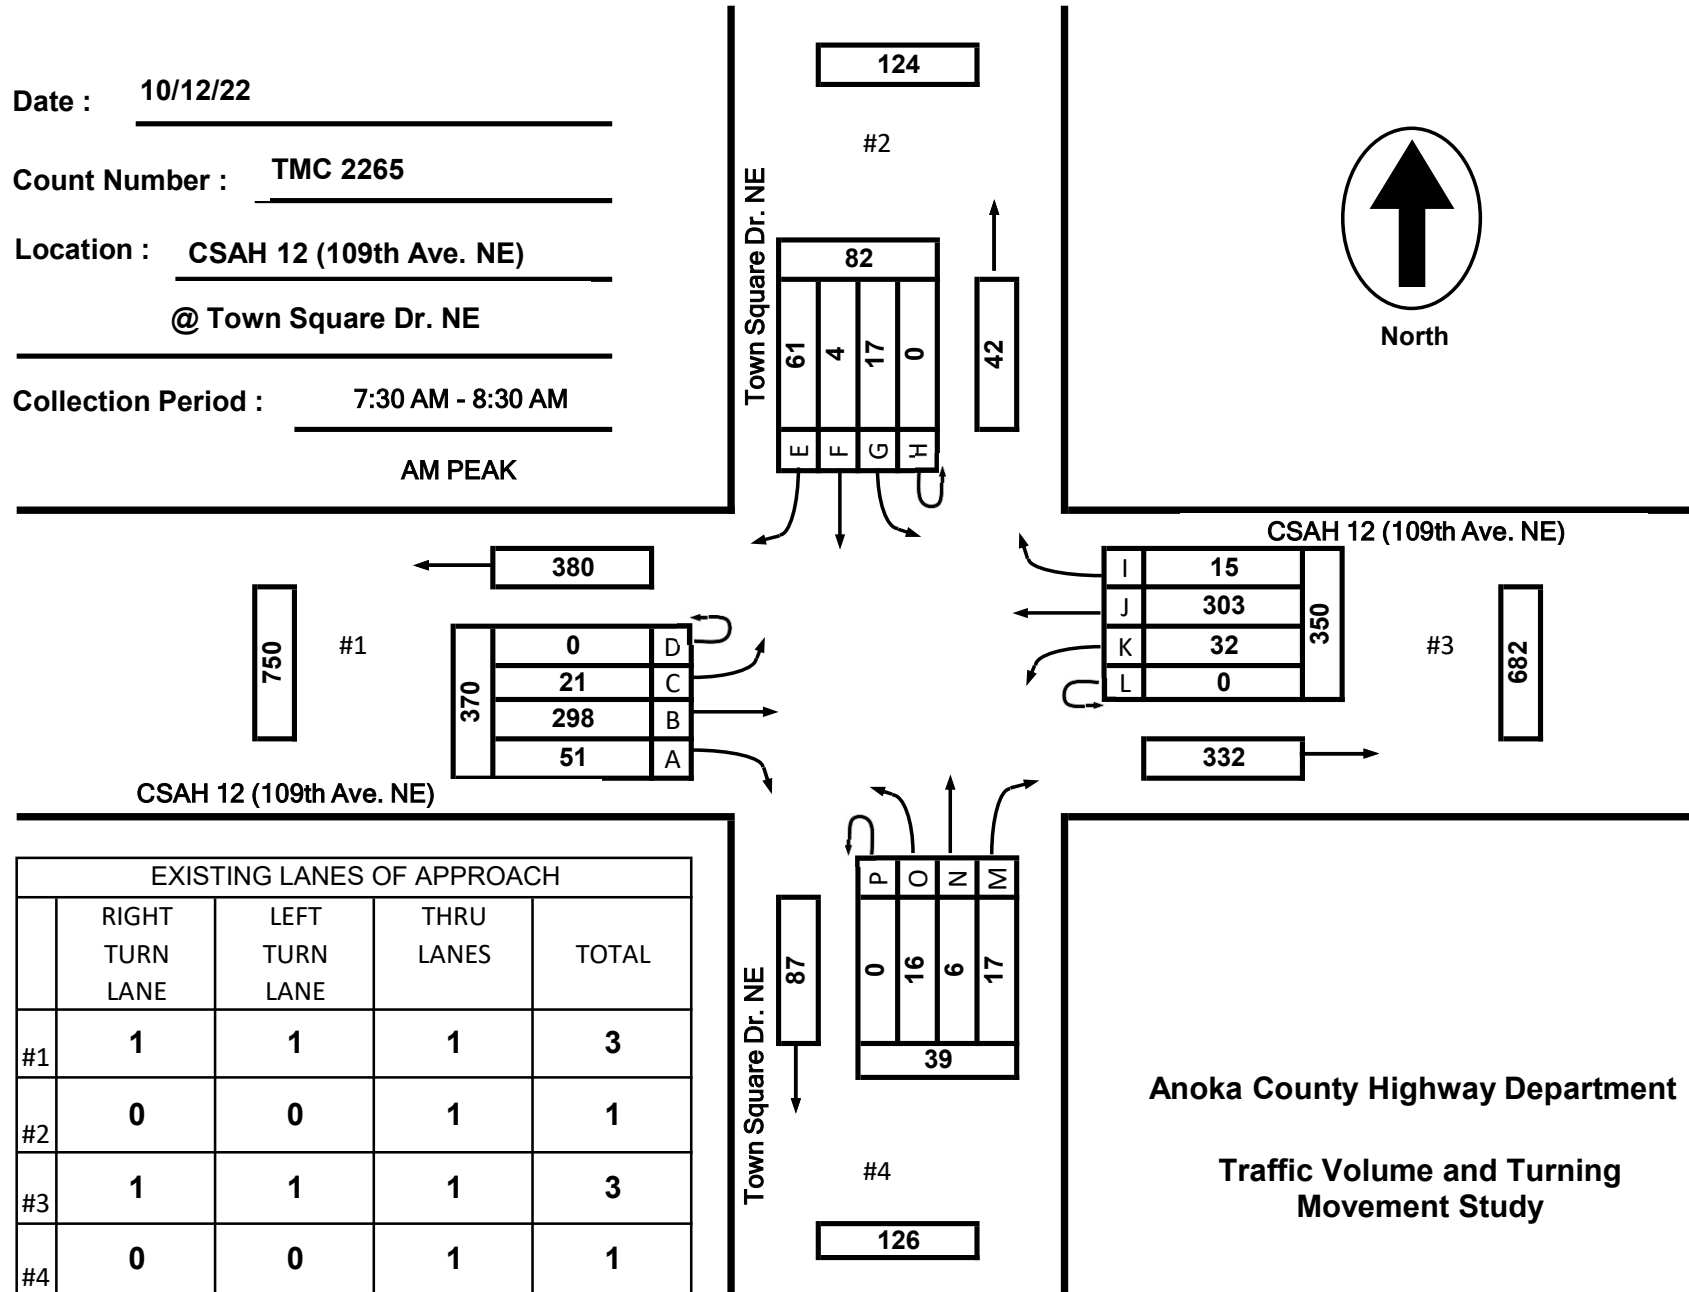 Date : 10/12/22
Count Number : TMC 2265
Location : CSAH 12 (109th Ave. NE)
@ Town Square Dr. NE
Collection Period : 7:30 AM - 8:30 AM
AM PEAK
124
#2
Town Square Dr. NE
82
61 4 17 0
E F G H
42
North
CSAH 12 (109th Ave. NE)
380
750
#1
370
0 D
21 C
298 B
51 A
CSAH 12 (109th Ave. NE)
I 15
J 303
K 32
L 0
350
#3
682
332
P O N M
0 16 6 17
39
87
Town Square Dr. NE
#4
126
EXISTING LANES OF APPROACH
RIGHT TURN LANE
LEFT TURN LANE
THRU LANES
TOTAL
#1 1 1 1 3
#2 0 0 1 1
#3 1 1 1 3
#4 0 0 1 1
Anoka County Highway Department
Traffic Volume and Turning
Movement Study